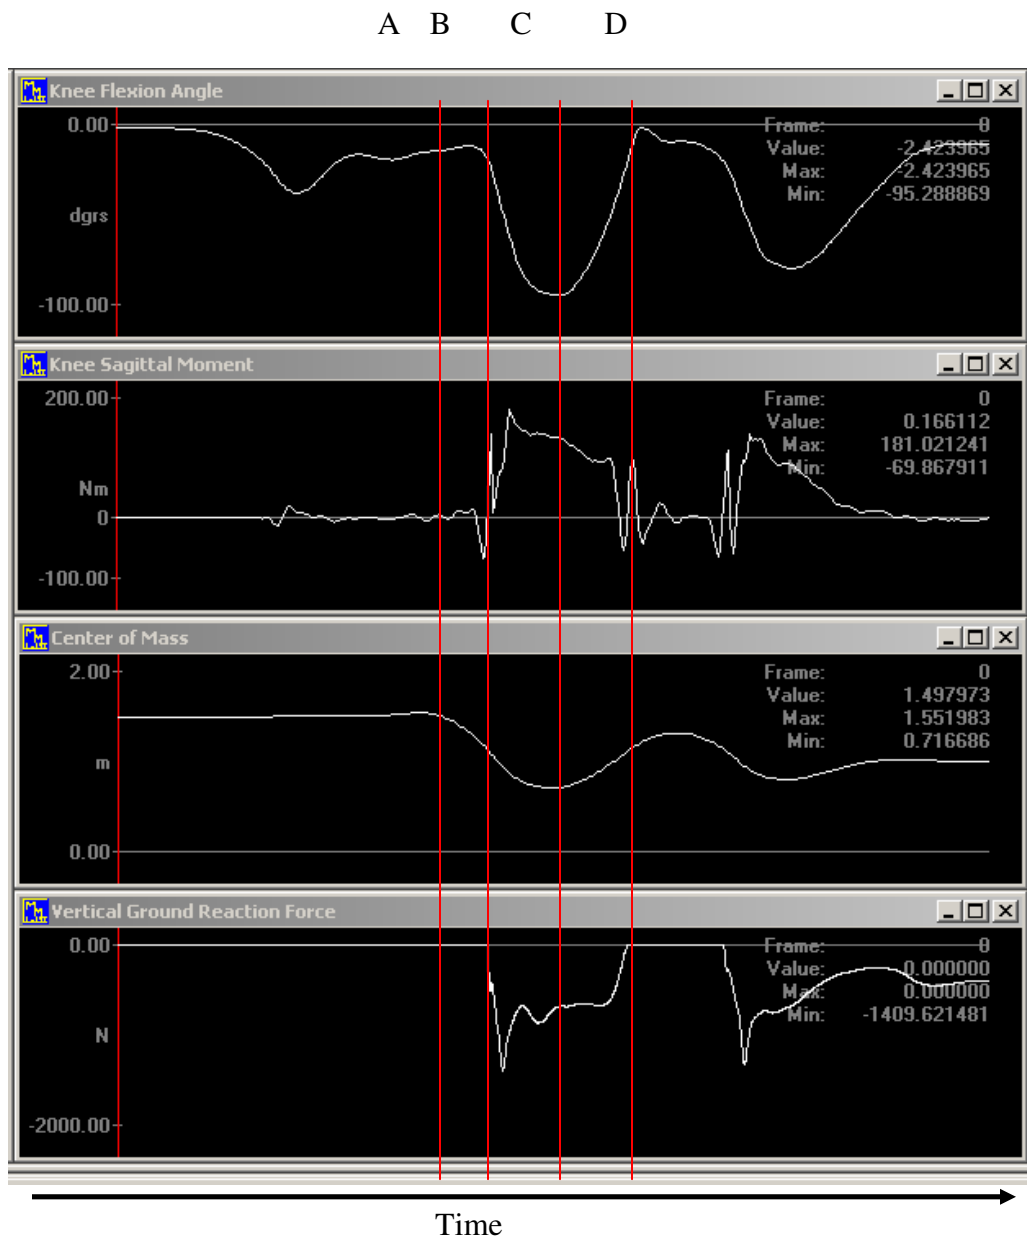 A B C D
Knee Flexion Angle
0.00
dgrs
-100.00
Frame: 0
Value: -2.423965
Max: -2.423965
Min: -95.288869
Knee Sagittal Moment
200.00
Nm
0
-100.00
Frame: 0
Value: 0.166112
Max: 181.021241
Min: -69.867911
Center of Mass
2.00
m
0.00
Frame: 0
Value: 1.497973
Max: 1.551983
Min: 0.716686
Vertical Ground Reaction Force
0.00
N
-2000.00
Frame: 0
Value: 0.000000
Max: 0.000000
Min: -1409.621481
Time